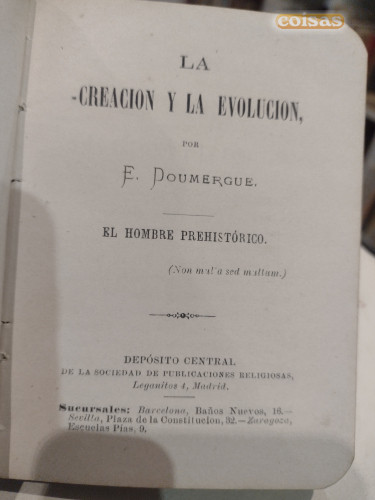 coisas
LA
-CREACION Y LA EVOLUCION,
POR
E. DOUMERGUE.
EL HOMBRE PREHISTÓRICO.
(Non multa sed multum.)
DEPÓSITO CENTRAL
DE LA SOCIEDAD DE PUBLICACIONES RELIGIOSAS,
Leganitos 4, Madrid.
Sucursales: Barcelona, Baños Nuevos, 16.—
Sevilla, Plaza de la Constitucion, 32.—Zaragoza,
Escuelas Pías, 9.